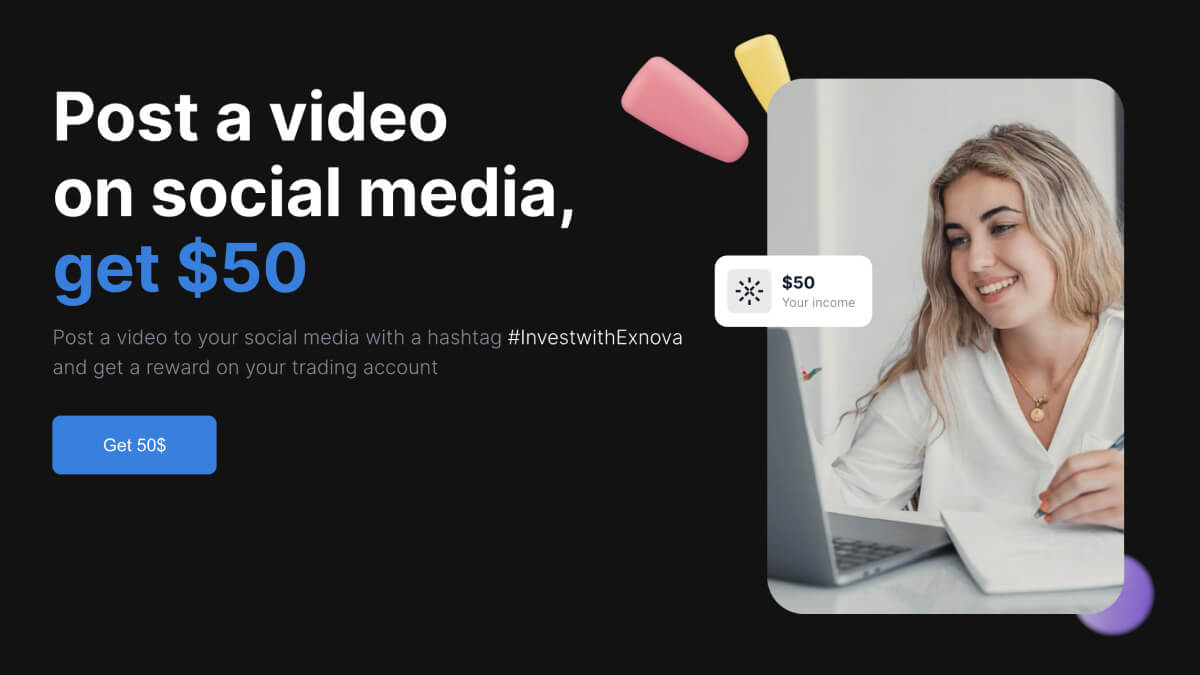 Post a video
on social media,
get $50
Post a video to your social media with a hashtag #InvestwithExnova
and get a reward on your trading account
Get 50$
$50
Your income